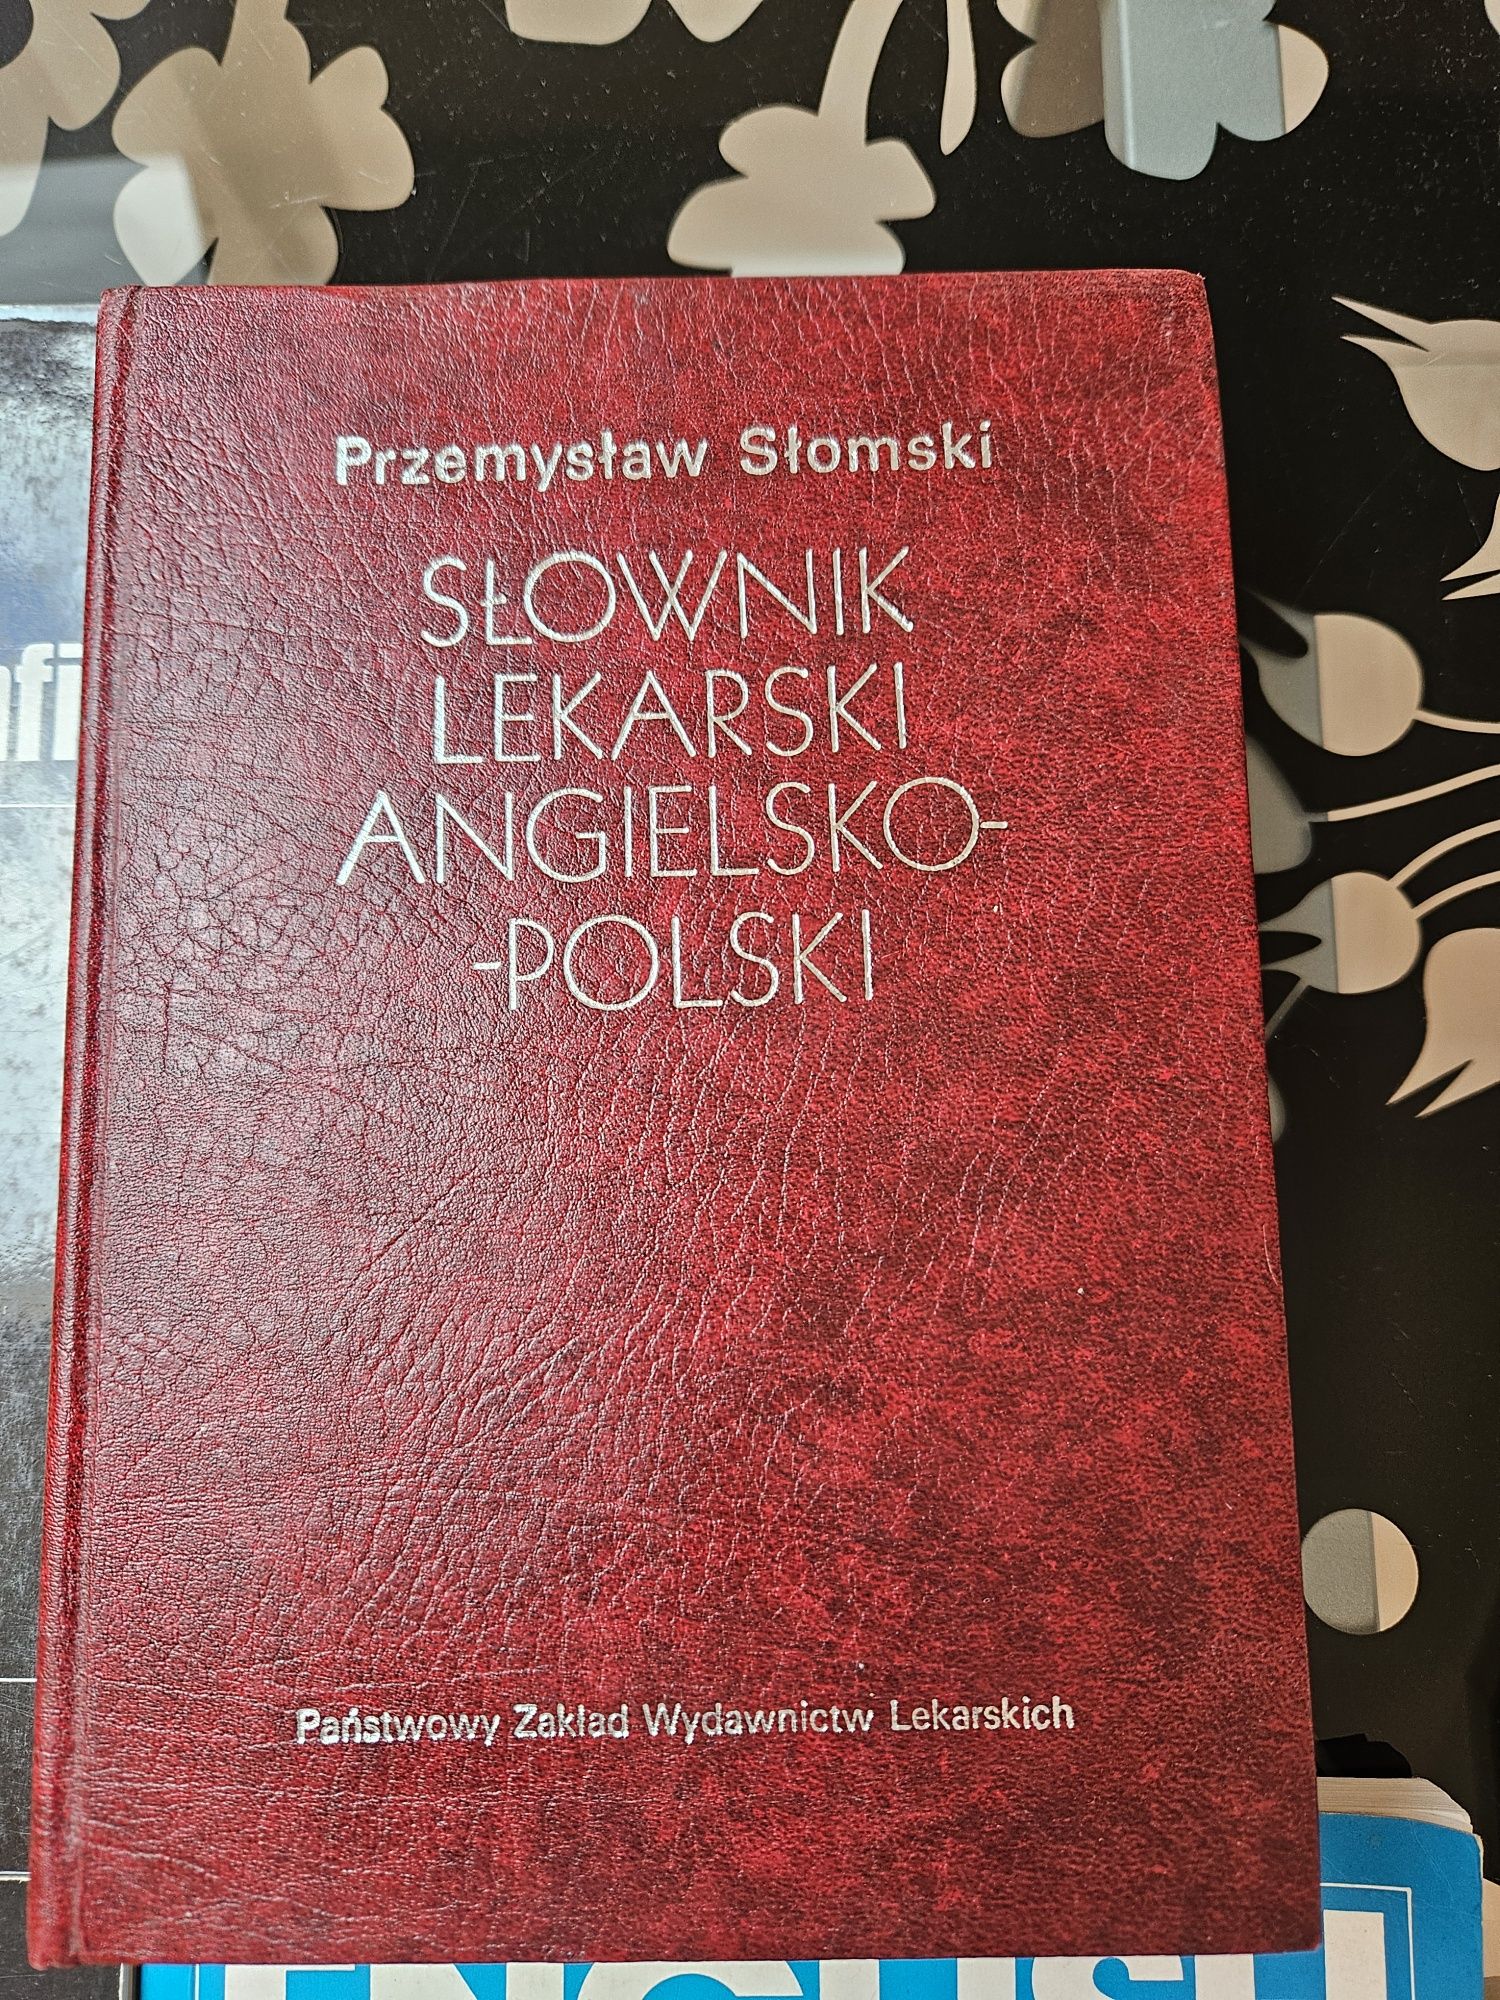 Przemysław Słomski
SŁOWNIK
LEKARSKI
ANGIELSKO-
-POLSKI
Państwowy Zakład Wydawnictw Lekarskich